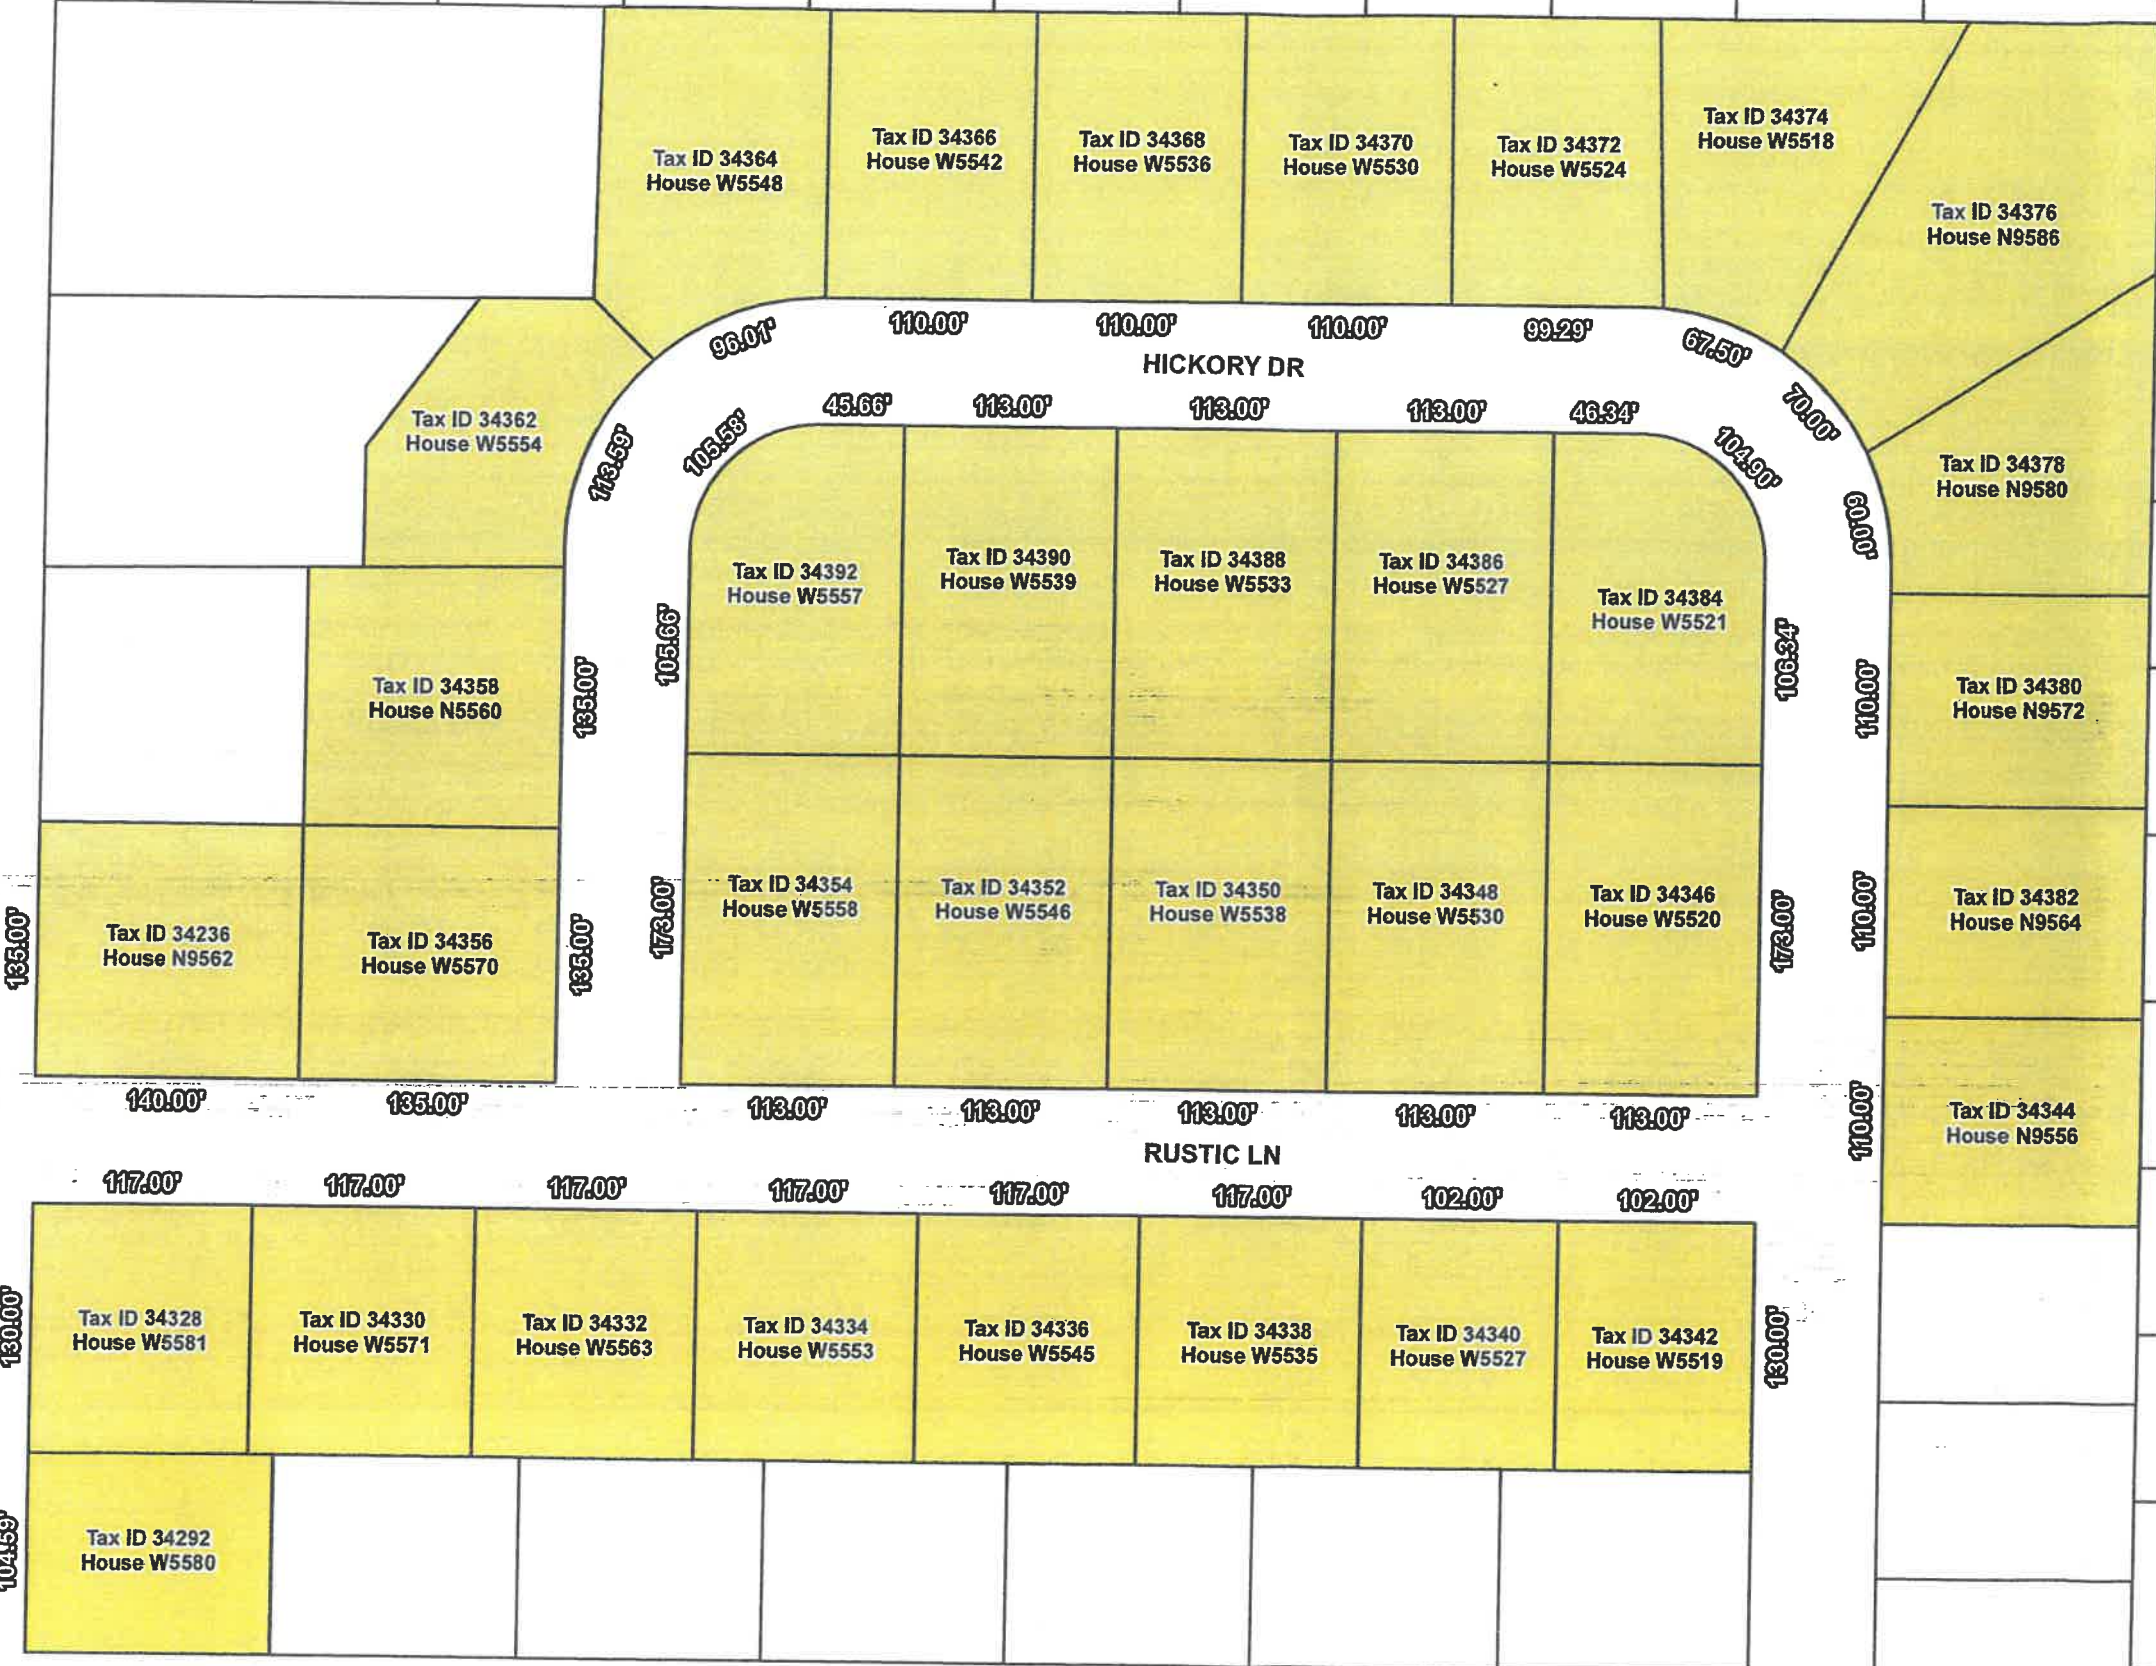 Tax ID 34364
House W5548
Tax ID 34366
House W5542
Tax ID 34368
House W5536
Tax ID 34370
House W5530
Tax ID 34372
House W5524
Tax ID 34374
House W5518
Tax ID 34376
House N9586
96.01'
110.00'
110.00'
110.00'
99.29'
67.50'
70.00'
60.00'
HICKORY DR
Tax ID 34362
House W5554
113.59'
105.58'
45.66'
113.00'
113.00'
113.00'
46.34'
104.90'
Tax ID 34378
House N9580
Tax ID 34392
House W5557
Tax ID 34390
House W5539
Tax ID 34388
House W5533
Tax ID 34386
House W5527
Tax ID 34384
House W5521
Tax ID 34358
House N5560
135.00'
105.66'
106.34'
110.00'
Tax ID 34380
House N9572
135.00'
Tax ID 34236
House N9562
Tax ID 34356
House W5570
135.00'
173.00'
Tax ID 34354
House W5558
Tax ID 34352
House W5546
Tax ID 34350
House W5538
Tax ID 34348
House W5530
Tax ID 34346
House W5520
173.00'
110.00'
Tax ID 34382
House N9564
140.00'
135.00'
113.00'
113.00'
113.00'
113.00'
113.00'
110.00'
Tax ID 34344
House N9556
RUSTIC LN
117.00'
117.00'
117.00'
117.00'
117.00'
117.00'
102.00'
102.00'
130.00'
Tax ID 34328
House W5581
Tax ID 34330
House W5571
Tax ID 34332
House W5563
Tax ID 34334
House W5553
Tax ID 34336
House W5545
Tax ID 34338
House W5535
Tax ID 34340
House W5527
Tax ID 34342
House W5519
130.00'
104.59'
Tax ID 34292
House W5580